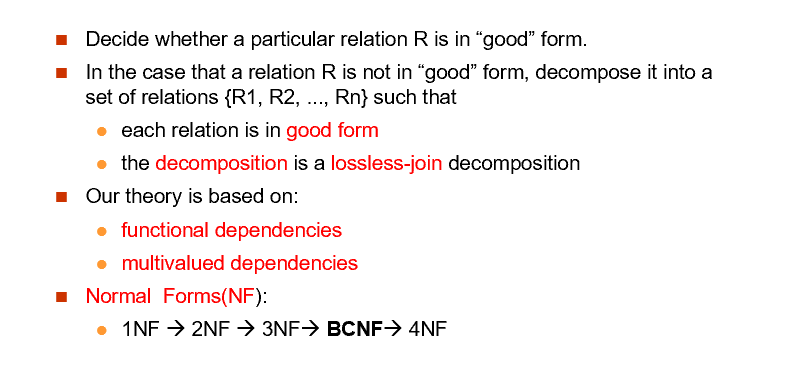 ■ Decide whether a particular relation R is in “good” form.
■ In the case that a relation R is not in “good” form, decompose it into a
set of relations {R1, R2, ..., Rn} such that
● each relation is in good form
● the decomposition is a lossless-join decomposition
■ Our theory is based on:
● functional dependencies
● multivalued dependencies
■ Normal Forms(NF):
● 1NF → 2NF → 3NF→ BCNF→ 4NF